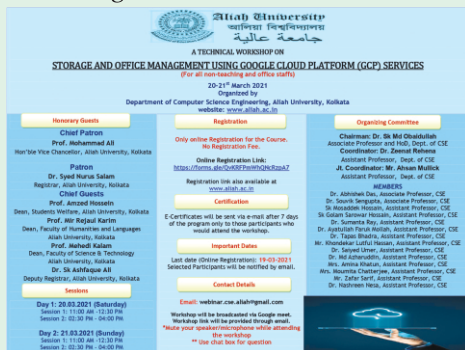 Aliah University
আলিয়া বিশ্ববিদ্যালয়
جامعة عالية
A TECHNICAL WORKSHOP ON
STORAGE AND OFFICE MANAGEMENT USING GOOGLE CLOUD PLATFORM (GCP) SERVICES
(For all non-teaching and office staffs)
20-21st March 2021
Organized by
Department of Computer Science Engineering, Aliah University, Kolkata
website: www.aliah.ac.in
Honorary Guests
Chief Patron
Prof. Mohammad Ali
Hon'ble Vice Chancellor, Aliah University, Kolkata
Patron
Dr. Syed Nurus Salam
Registrar, Aliah University, Kolkata
Chief Guests
Prof. Amzed Hossein
Dean, Students Welfare, Aliah University, Kolkata
Prof. Mir Rejaul Karim
Dean, Faculty of Humanities and Languages
Aliah University, Kolkata
Prof. Mehedi Kalam
Dean, Faculty of Science & Technology
Aliah University, Kolkata
Dr. Sk Ashfaque Ali
Deputy Registrar, Aliah University, Kolkata
Sessions
Day 1: 20.03.2021 (Saturday)
Session 1: 11:00 AM -12:30 PM
Session 2: 02:30 PM - 04:00 PM
Day 2: 21.03.2021 (Sunday)
Session 1: 11:00 AM -12:30 PM
Session 2: 02:30 PM - 04:00 PM
Registration
Only online Registration for the Course.
No Registration Fee.
Online Registration Link:
Registration link also available at
www.aliah.ac.in
Certification
E-Certificates will be sent via e-mail after 7 days
of the program only to those participants who
would attend the workshop.
Important Dates
Last date (Online Registration): 19-03-2021
Selected Participants will be notified by email.
Contact Details
Email: webinar.cse.aliah@gmail.com
Workshop will be broadcasted via Google meet.
Workshop link will be provided through email.
*Mute your speaker/microphone while attending
the workshop
** Use chat box for question
Organizing Committee
Chairman: Dr. Sk Md Obaidullah
Associate Professor and HoD, Dept. of CSE
Coordinator: Dr. Zeenat Rehena
Assistant Professor, Dept. of CSE
Jt. Coordinator: Mr. Ahsan Mullick
Assistant Professor, Dept. of CSE
MEMBERS
Dr. Abhishek Das, Associate Professor, CSE
Dr. Sourik Sengupta, Associate Professor, CSE
Sk Mosaddek Hossain, Assistant Professor, CSE
Sk Golam Sarowar Hossain, Assistant Professor, CSE
Dr. Sumanta Ray, Assistant Professor, CSE
Dr. Ayatullah Faruk Mollah, Assistant Professor, CSE
Dr. Tapas Bhadra, Assistant Professor, CSE
Mr. Khondekar Lutful Hassan, Assistant Professor, CSE
Dr. Saiyed Umer, Assistant Professor, CSE
Dr. Md Azharuddin, Assistant Professor, CSE
Mrs. Amina Khatun, Assistant Professor, CSE
Mrs. Moumita Chatterjee, Assistant Professor, CSE
Mr. Zafar Sarif, Assistant Professor, CSE
Dr. Nashreen Nesa, Assistant Professor, CSE